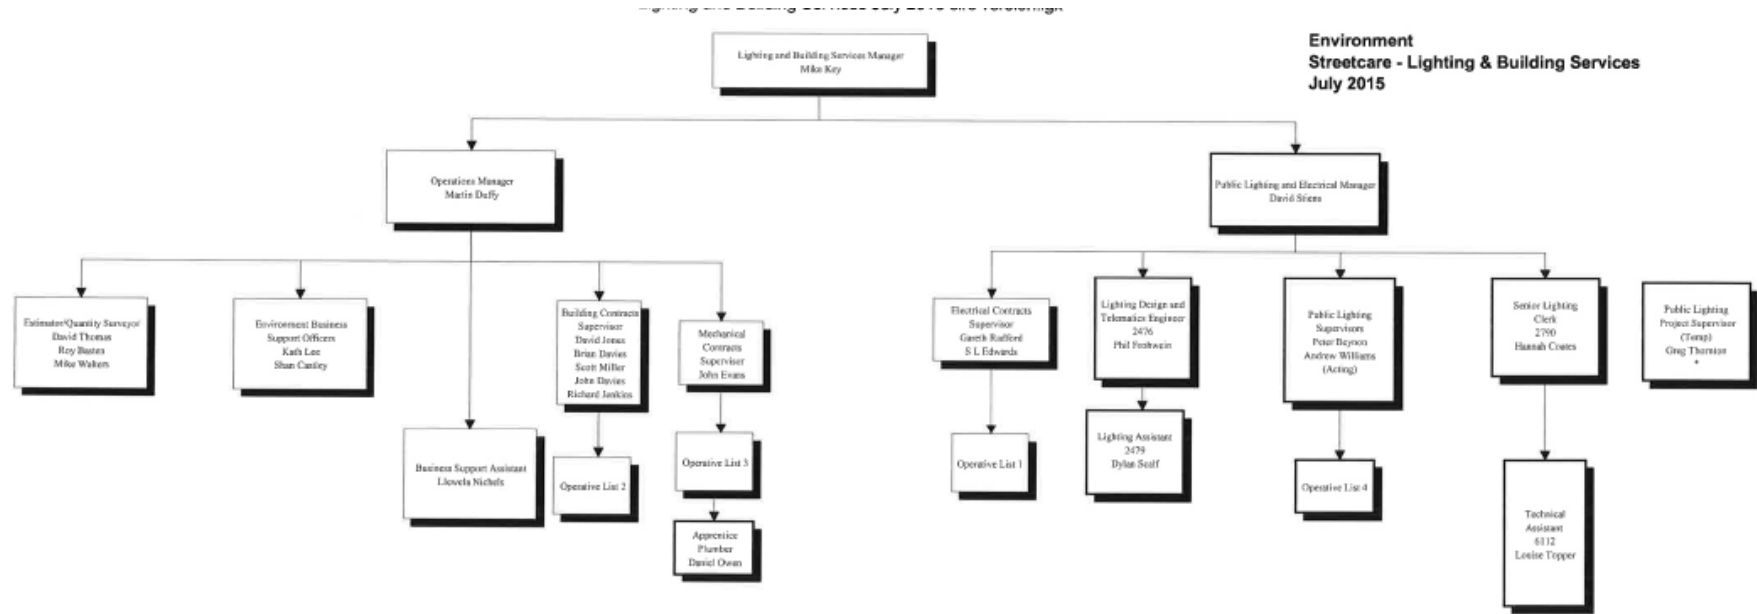 Environment
Streetcare - Lighting & Building Services
July 2015
Lighting and Building Services Manager
Mike Key
Operations Manager
Martin Duffy
Public Lighting and Electrical Manager
David
Estimator/Quantity Surveyor
David Thomas
Roy
Mike Walters
Environment Business
Support Officers
Kath Lee
Shan
Business Support Assistant
Nichols
Building Contracts
Supervisor
David Jones
Brian Davies
Scott Miller
John Davies
Richard Jenkins
Operative List 2
Mechanical
Contracts
Supervisor
John Evans
Operative List 3
Apprentice
Plumber
Daniel Owen
Electrical Contracts
Supervisor
Gareth Radford
S L Edwards
Operative List 1
Lighting Design and
Telematics Engineer
2476
Phil Frohwein
Lighting Assistant
2479
Dylan
Public Lighting
Supervisors
Peter Beynon
Andrew Williams
(Acting)
Operative List 4
Senior Lighting
Clerk
2790
Hannah Coates
Technical
Assistant
6112
Louise Topper
Public Lighting
Project Supervisor
(Temp)
Greg Thornton
*